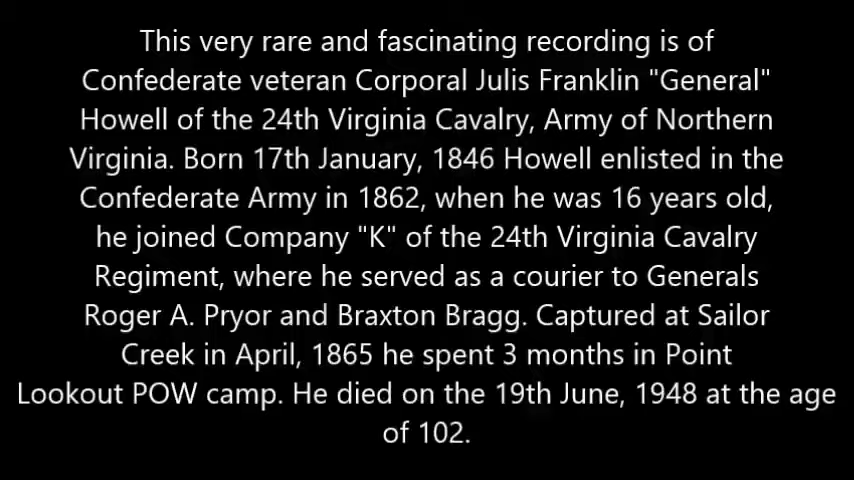 This very rare and fascinating recording is of
Confederate veteran Corporal Julis Franklin "General"
Howell of the 24th Virginia Cavalry, Army of Northern
Virginia. Born 17th January, 1846 Howell enlisted in the
Confederate Army in 1862, when he was 16 years old,
he joined Company "K" of the 24th Virginia Cavalry
Regiment, where he served as a courier to Generals
Roger A. Pryor and Braxton Bragg. Captured at Sailor
Creek in April, 1865 he spent 3 months in Point
Lookout POW camp. He died on the 19th June, 1948 at the age
of 102.